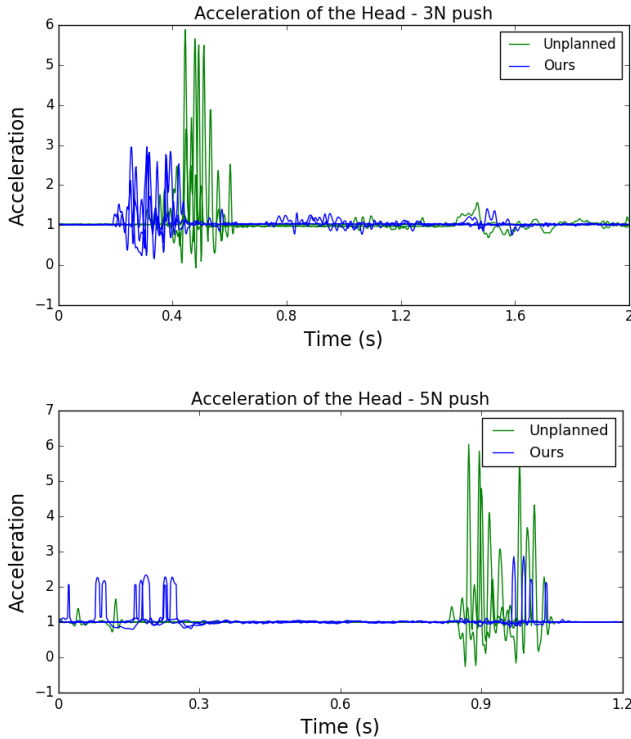 Acceleration of the Head - 3N push
6
5
4
3
2
1
0
−1
Acceleration
Unplanned
Ours
0 0.4 0.8 1.2 1.6 2
Time (s)
Acceleration of the Head - 5N push
7
6
5
4
3
2
1
0
−1
Acceleration
Unplanned
Ours
0 0.3 0.6 0.9 1.2
Time (s)